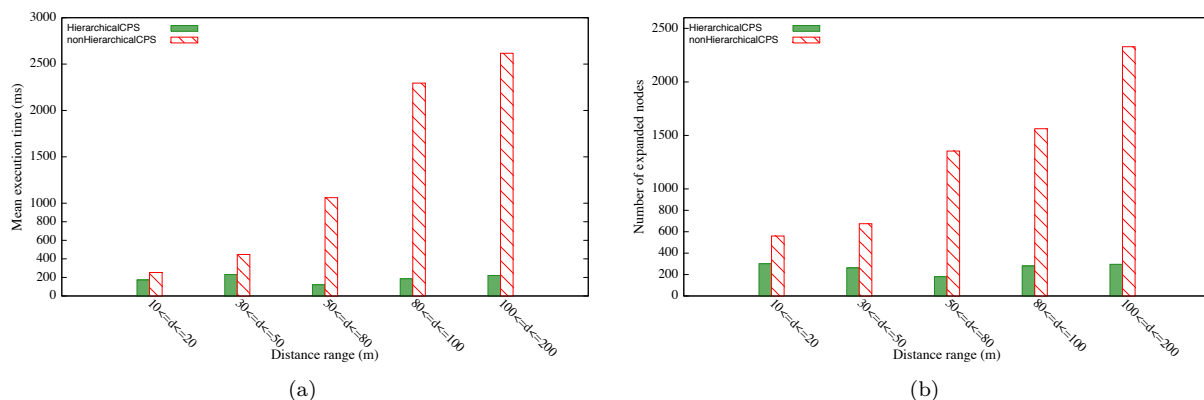 3000
2500
2000
1500
1000
800
600
400
200
0
Mean execution time (ms)
HierarchicalCPS
nonHierarchicalCPS
10<=d<=20
30<=d<=50
50<=d<=80
80<=d<=100
100<=d<=200
Distance range (m)
(a)
2500
2000
1500
1000
800
600
400
200
0
Number of expanded nodes
HierarchicalCPS
nonHierarchicalCPS
10<=d<=20
30<=d<=50
50<=d<=80
80<=d<=100
100<=d<=200
Distance range (m)
(b)